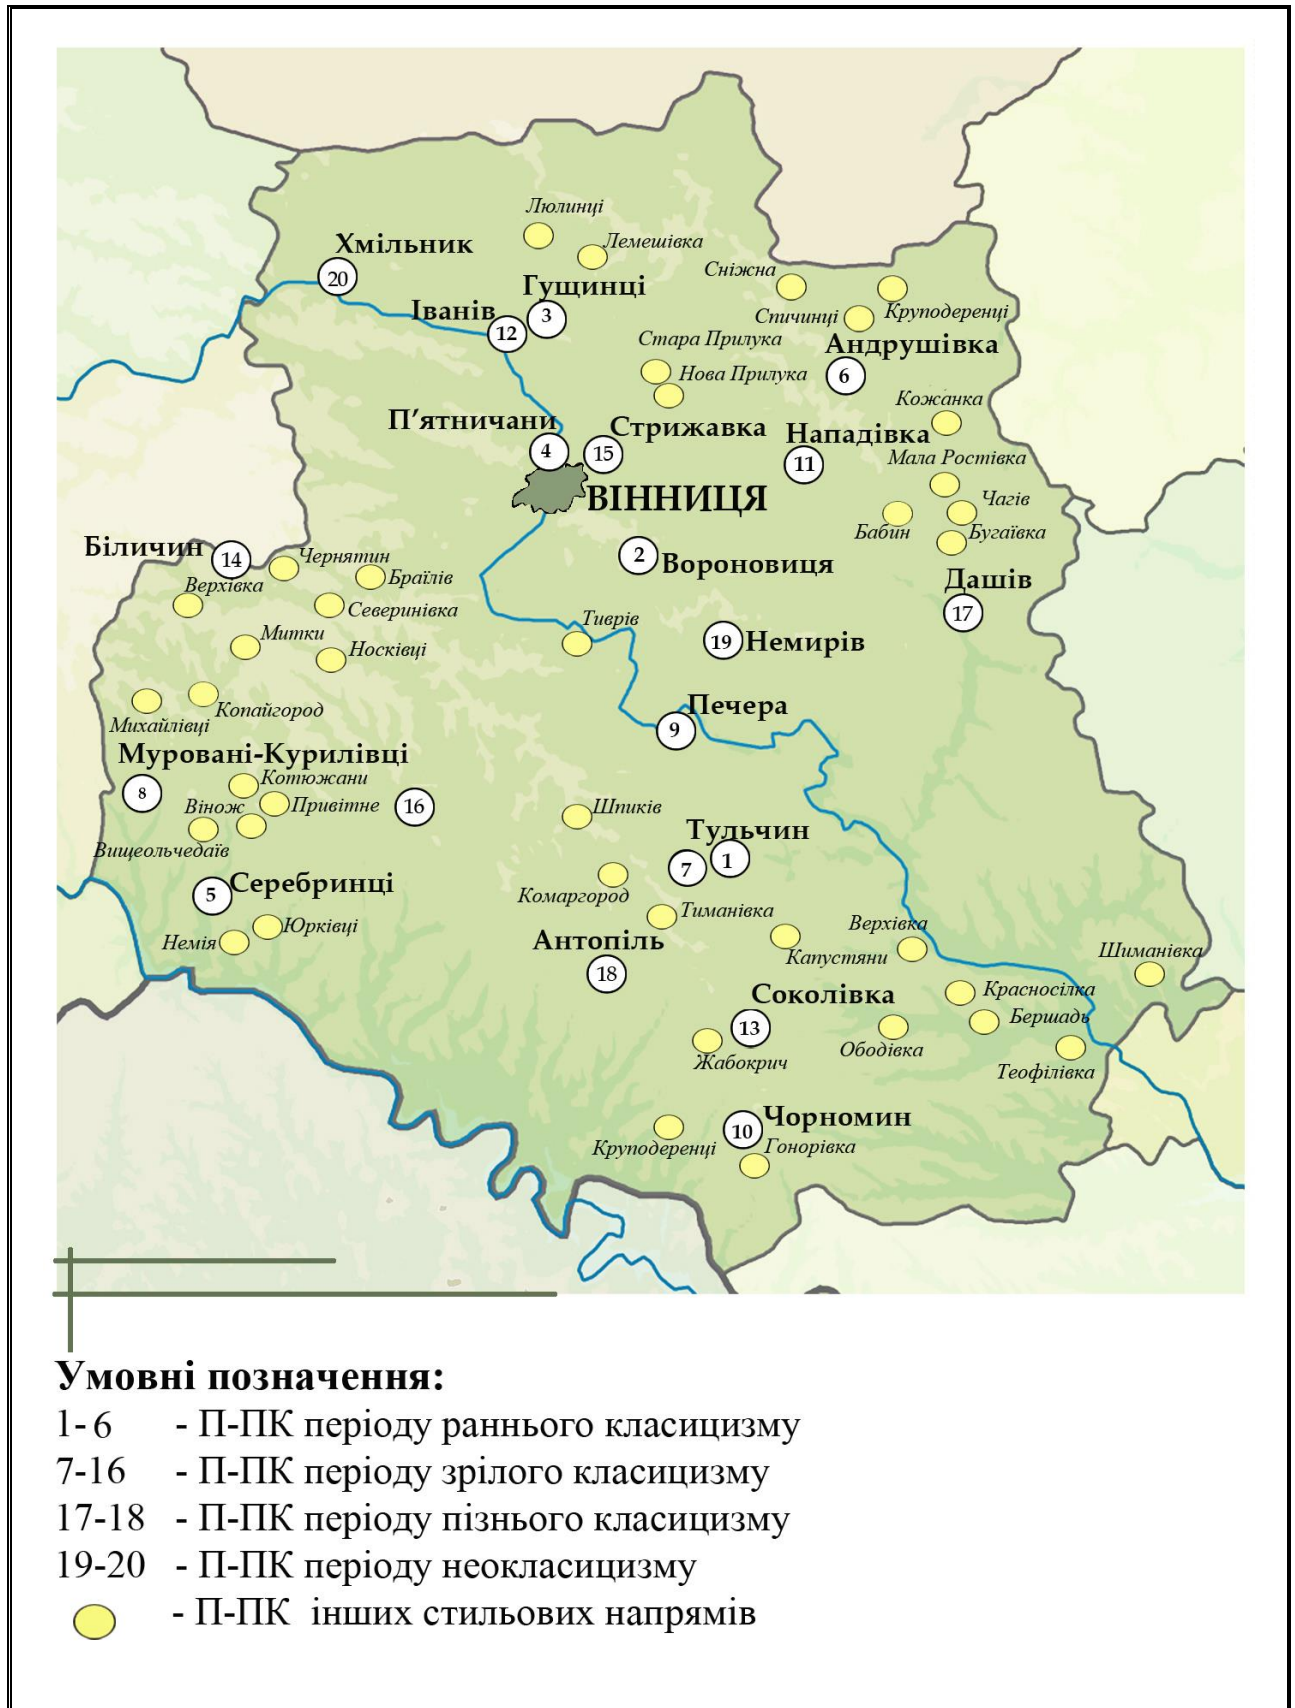 Люлинці
Лемешівка
Хмільник
20
Сніжна
Гущинці
3
Іванів
12
Спичинці
Круподеренці
Стара Прилука
Андрушівка
6
Нова Прилука
Кожанка
П'ятничани
4
Стрижавка
15
Нападівка
11
Мала Ростівка
ВІННИЦЯ
Чагів
Бабин
Бугаївка
Біличин
14
Чернятин
Верхівка
Браїлів
2
Вороновиця
Дашів
17
Северинівка
Тиврів
Митки
Носківці
19
Немирів
Копайгород
Михайлівці
Печера
9
Муровані-Курилівці
8
Котюжани
Вінож
Привітне
16
Шпиків
Вищеольчедаїв
Тульчин
7
1
5
Серебринці
Комаргород
Тиманівка
Юрківці
Немія
Антопіль
18
Верхівка
Капустяни
Шиманівка
Соколівка
13
Красносілка
Бершадь
Жабокрич
Ободівка
Теофілівка
Чорномин
10
Круподеренці
Гонорівка
Умовні позначення:
1-6 - П-ПК періоду раннього класицизму
7-16 - П-ПК періоду зрілого класицизму
17-18 - П-ПК періоду пізнього класицизму
19-20 - П-ПК періоду неокласицизму
- П-ПК інших стильових напрямів